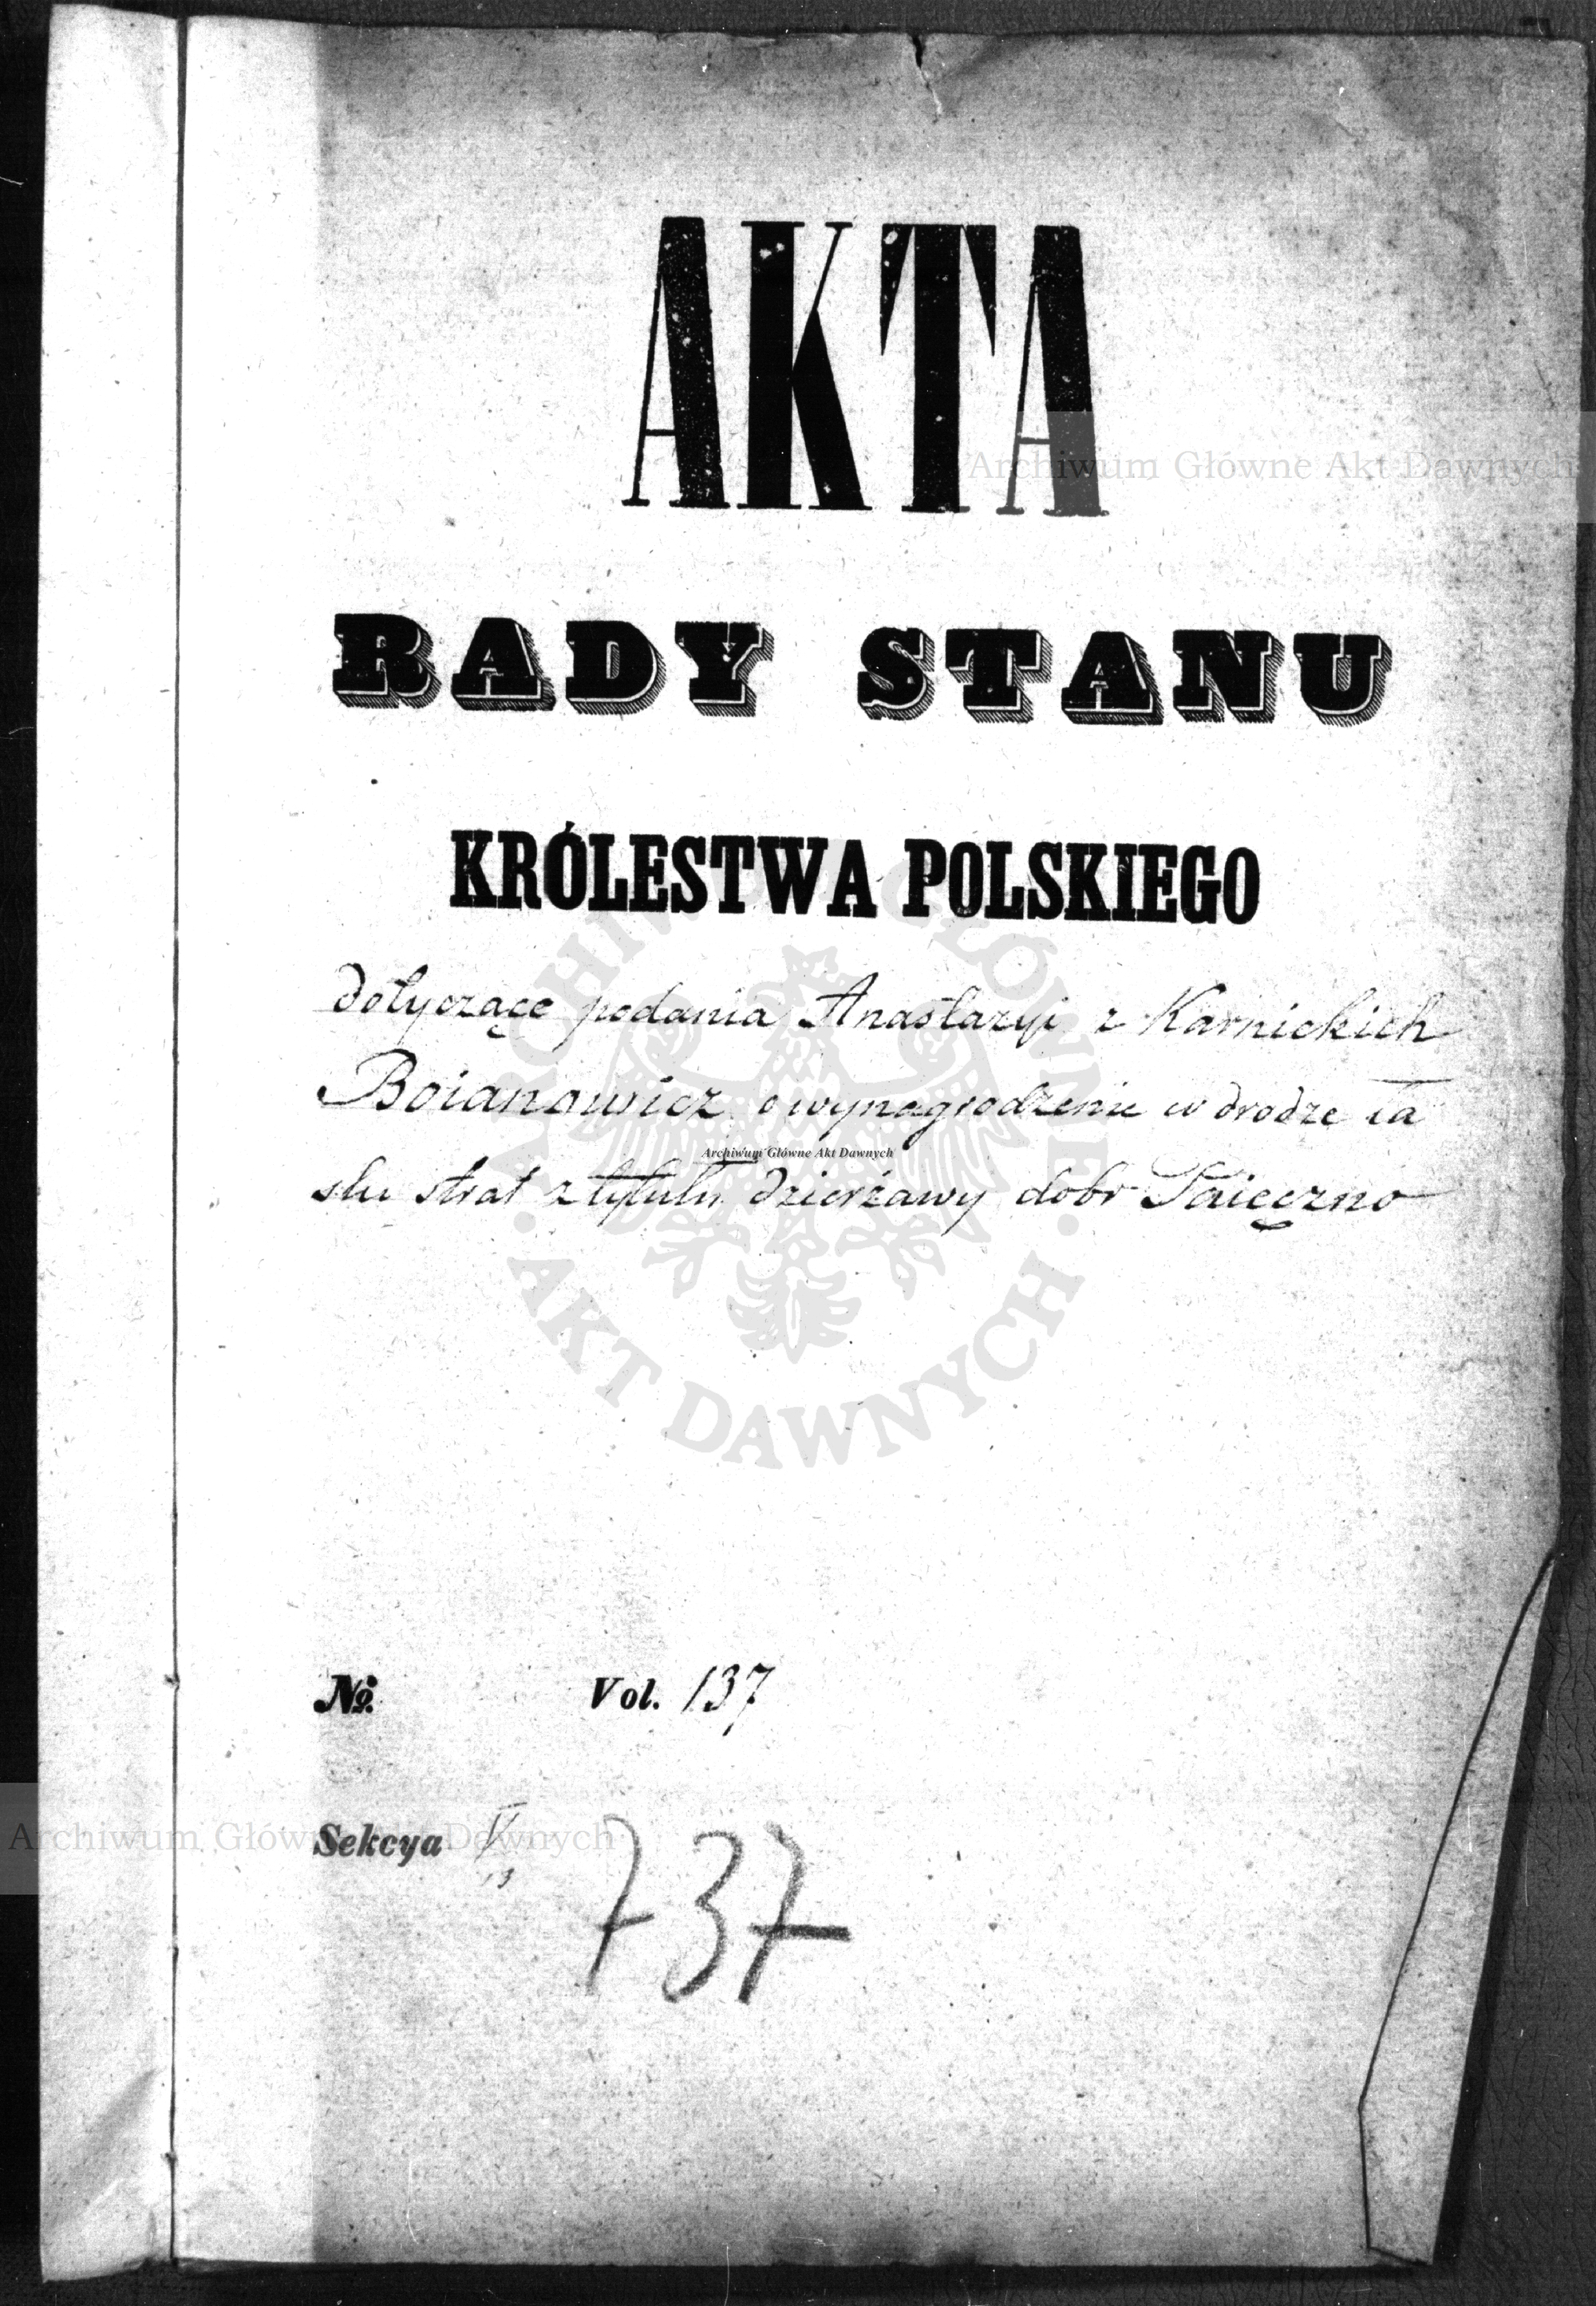 AKTA
RADY STANU
KRÓLESTWA POLSKIEGO
dotyczące podania Anastazyi z Karnickich
Boianowicz o wynagrodzenie w drodze ła
ski strat z tytułu dzierżawy dobr
№ Vol. 137
Sekcya V
13
737
Archiwum Główne Akt Dawnych
Archiwum Główne Akt Dawnych
Archiwum Główne Akt Dawnych
ARCHIWUM GŁÓWNE
AKT DAWNYCH